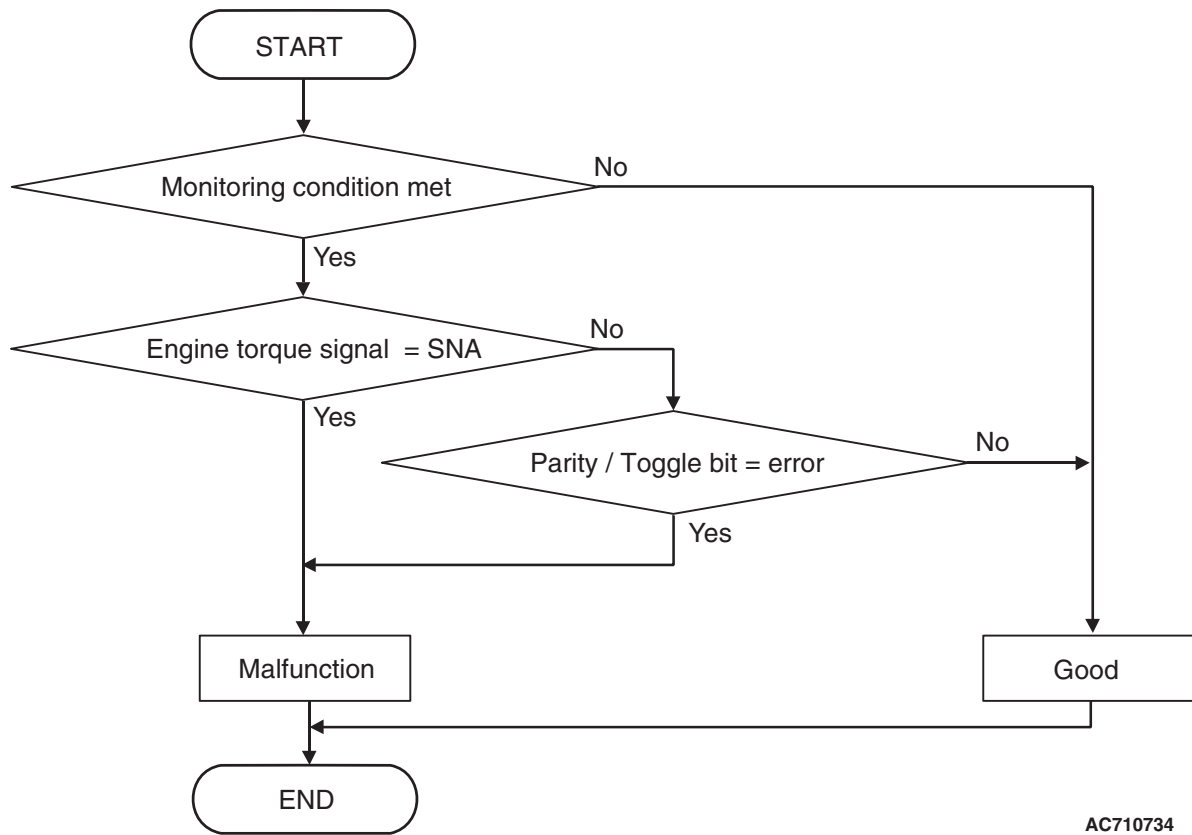 START
Monitoring condition met
No
Yes
Engine torque signal = SNA
No
Yes
Parity / Toggle bit = error
No
Yes
Malfunction
Good
END
AC710734